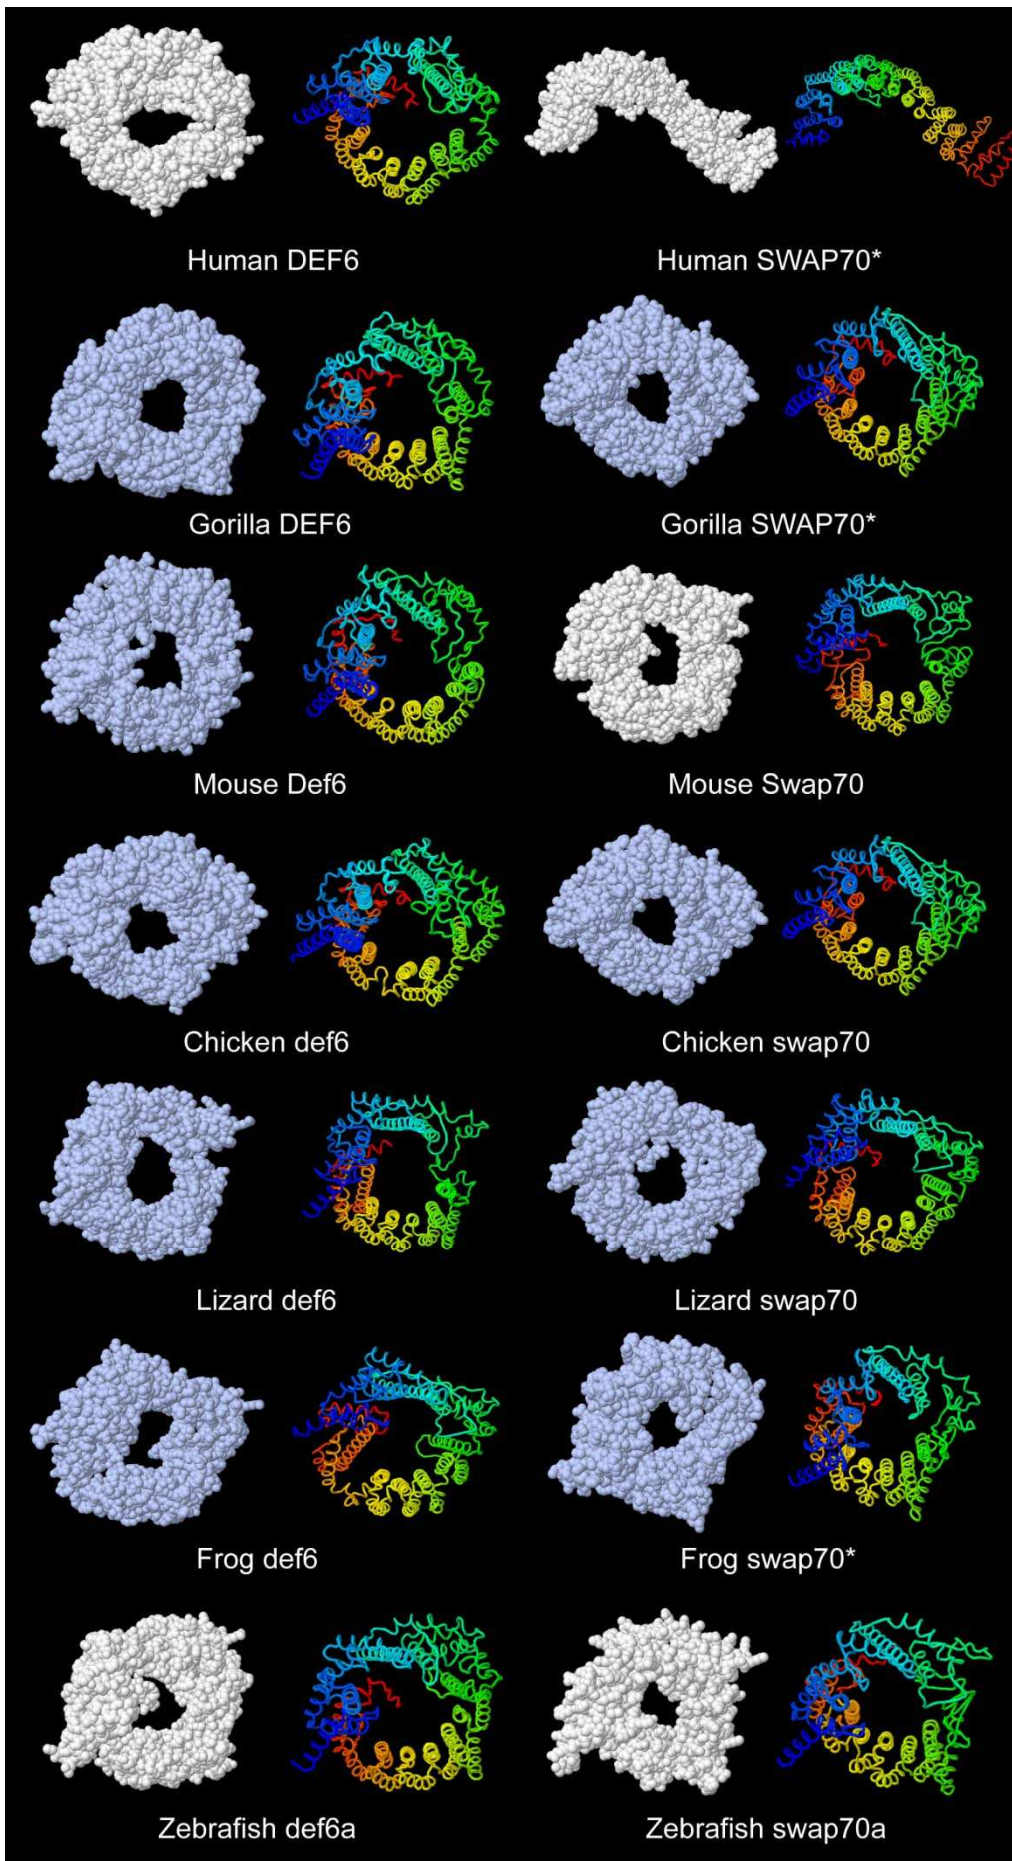 Human DEF6
Human SWAP70*
Gorilla DEF6
Gorilla SWAP70*
Mouse Def6
Mouse Swap70
Chicken def6
Chicken swap70
Lizard def6
Lizard swap70
Frog def6
Frog swap70*
Zebrafish def6a
Zebrafish swap70a